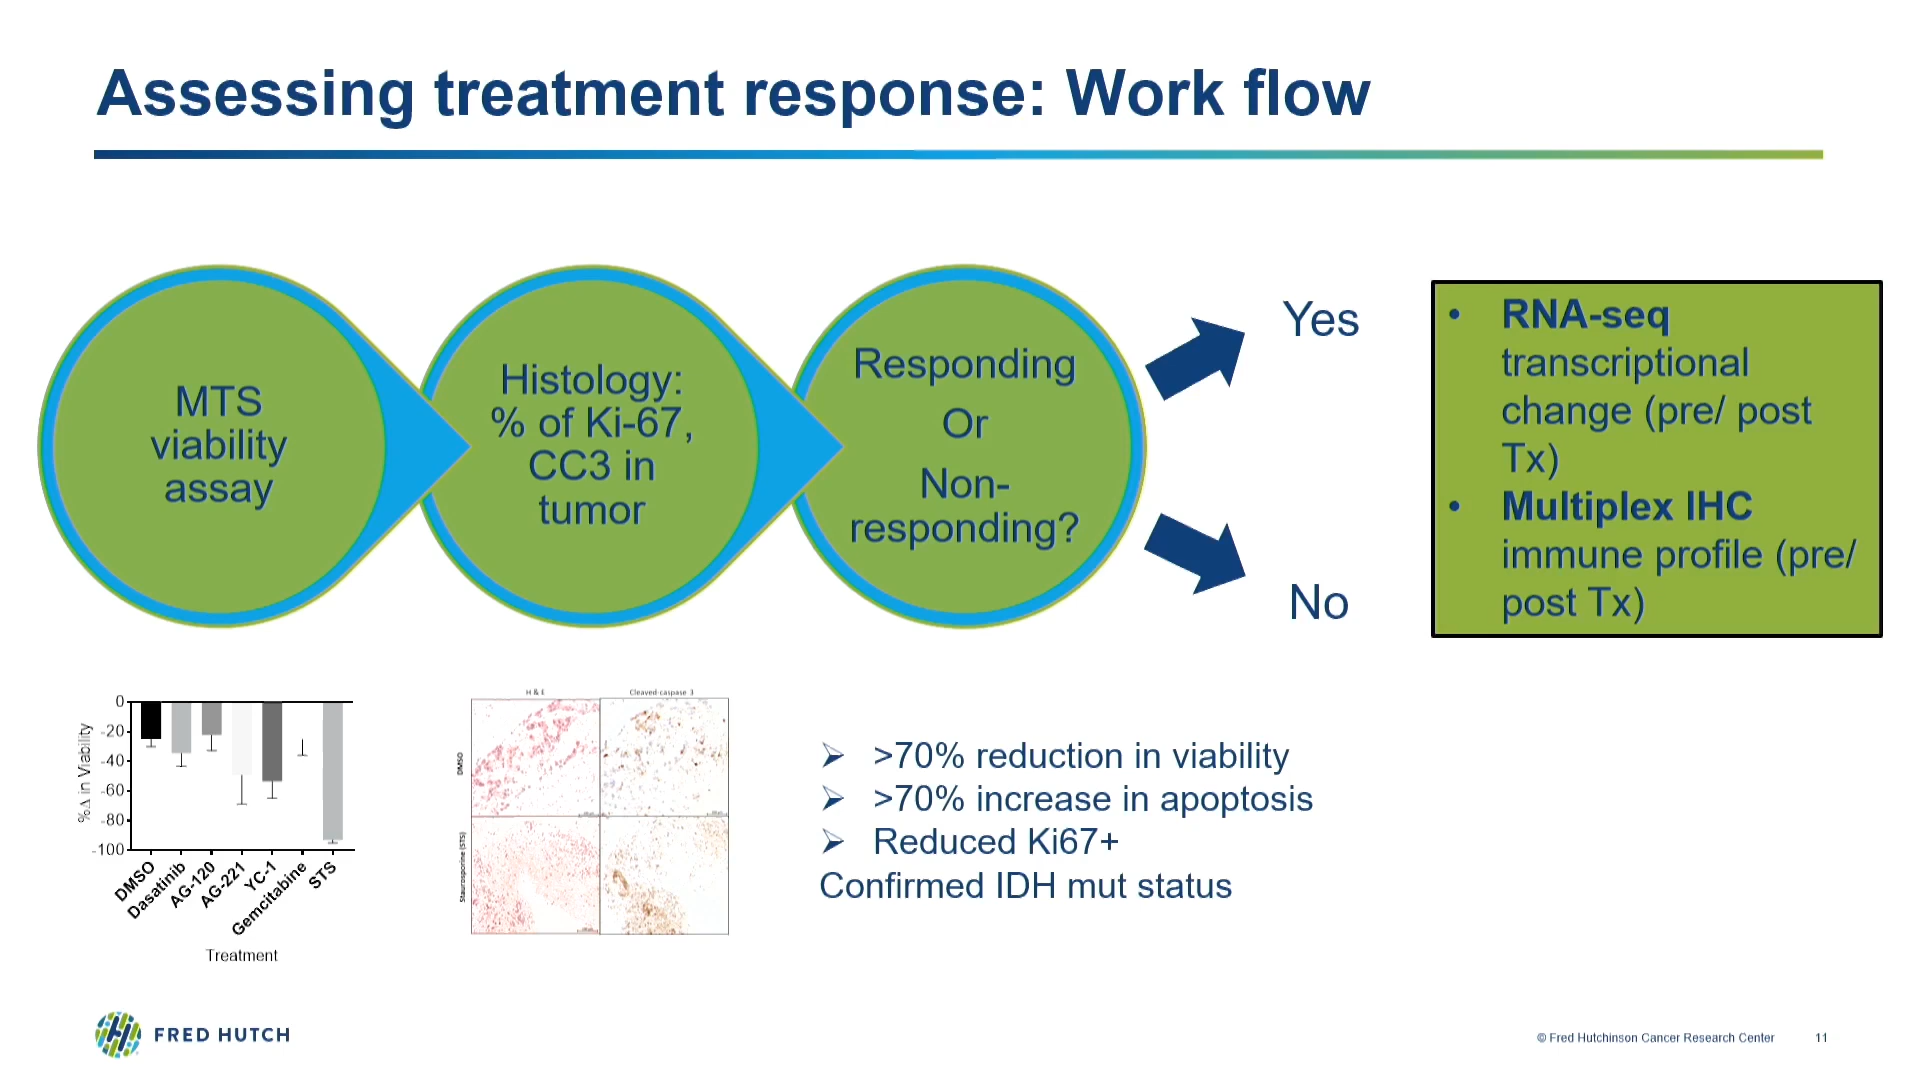 Assessing treatment response: Work flow
MTS
viability
assay
Histology:
% of Ki-67,
CC3 in
tumor
Responding
Or
Non-
responding?
Yes
No
• RNA-seq
transcriptional
change (pre/ post
Tx)
• Multiplex IHC
immune profile (pre/
post Tx)
% Δ in Viability
0
-20
-40
-60
-80
-100
DMSO
Dasatinib
AG-120
AG-221
YC-1
Gemcitabine
STS
Treatment
H & E
Cleaved-caspase 3
DMSO
Staurosporine (STS)
➢ >70% reduction in viability
➢ >70% increase in apoptosis
➢ Reduced Ki67+
Confirmed IDH mut status
FRED HUTCH
© Fred Hutchinson Cancer Research Center
11